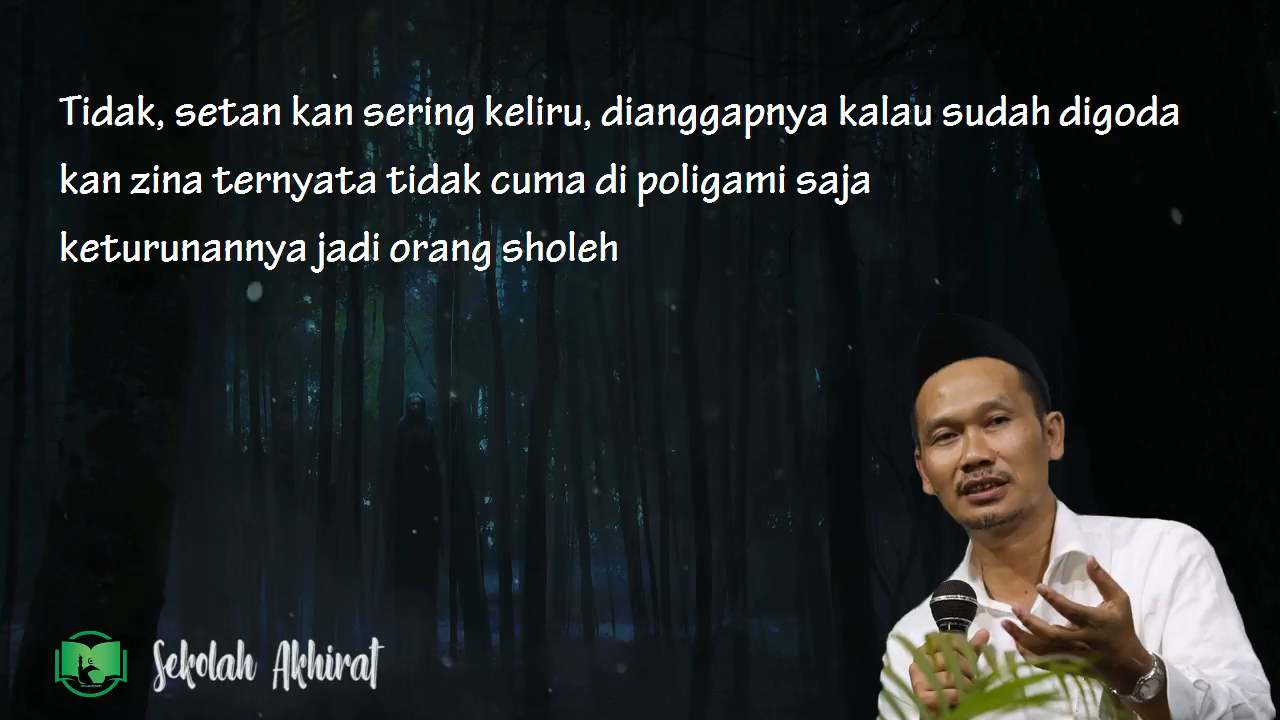 Tidak, setan kan sering keliru, dianggapnya kalau sudah digoda
kan zina ternyata tidak cuma di poligami saja
keturunannya jadi orang sholeh
Sekolah Akhirat